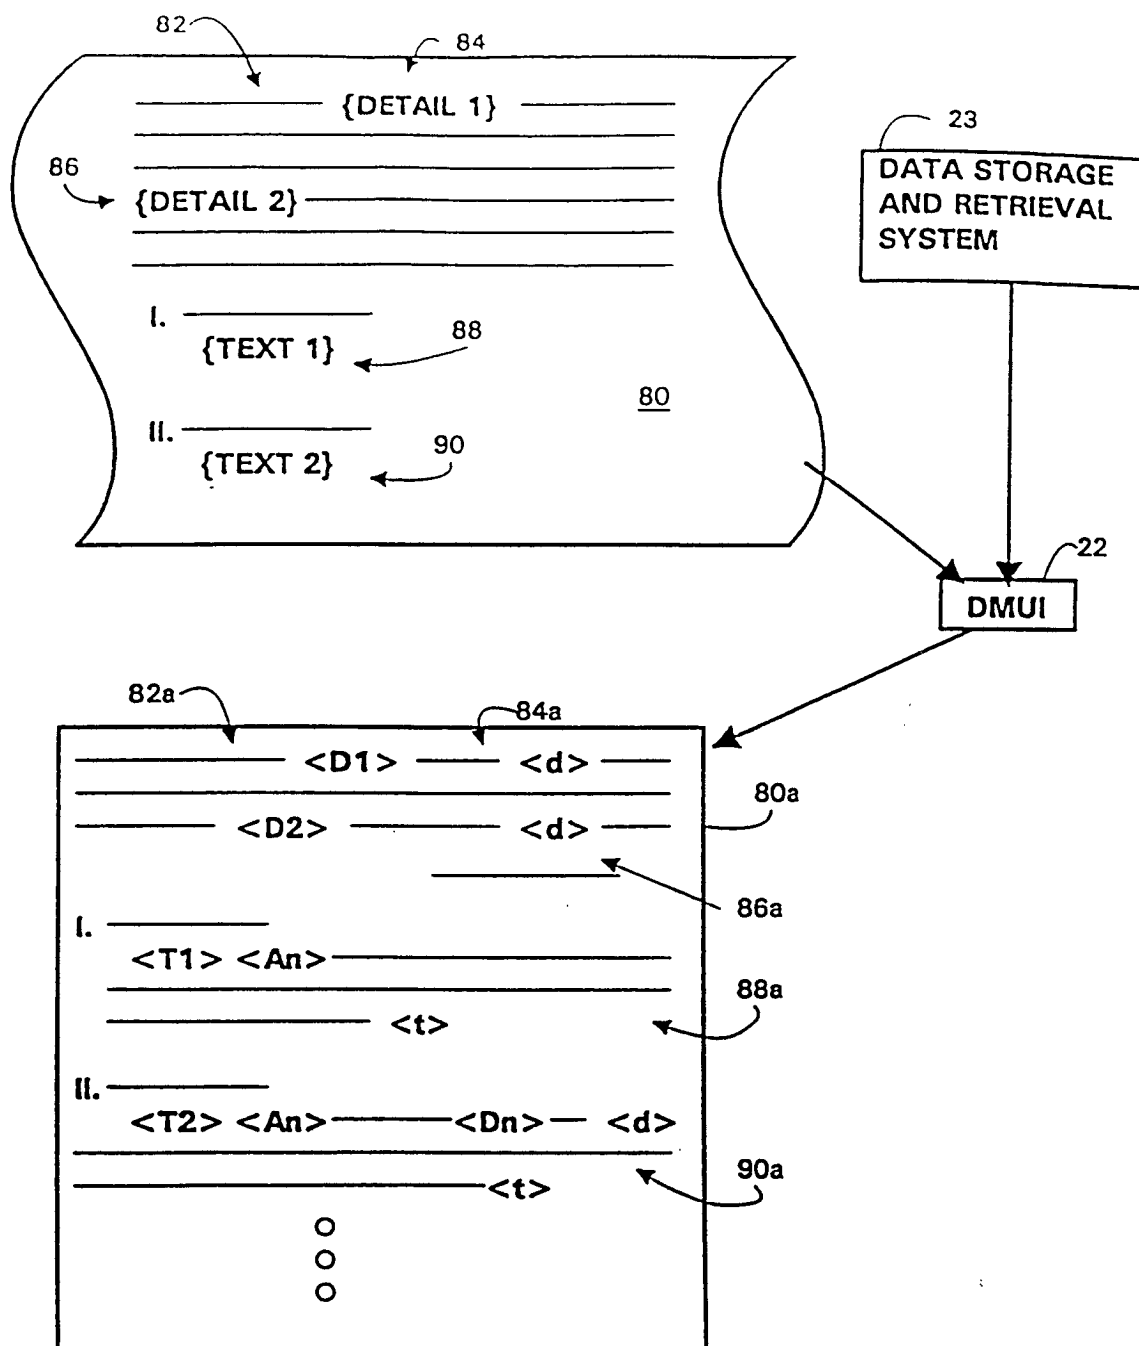 82
84
{DETAIL 1}
23
DATA STORAGE
AND RETRIEVAL
SYSTEM
86
{DETAIL 2}
I.
{TEXT 1}
88
80
II.
{TEXT 2}
90
22
DMUI
82a
84a
<D1> <d>
80a
<D2> <d>
86a
I.
<T1> <An>
88a
<t>
II.
<T2> <An> <Dn> <d>
90a
<t>